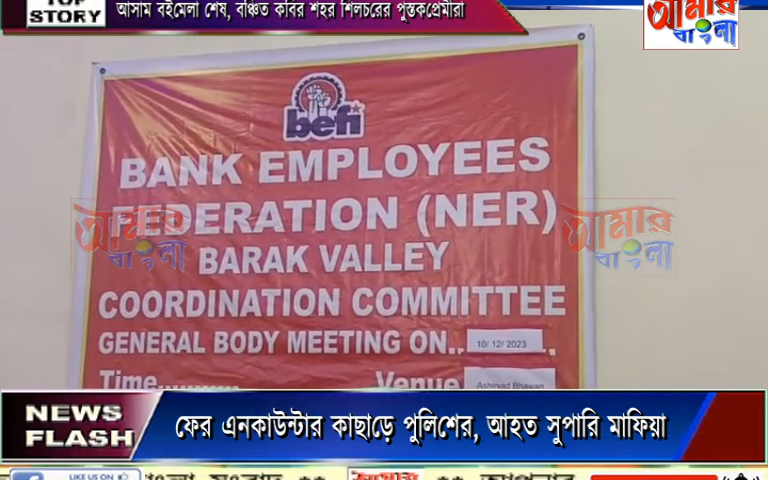 TOP STORY
আসাম বইমেলা শেষ, বঞ্চিত কবির শহর শিলচরের পুস্তকপ্রেমীরা
আমার বাংলা
befi
BANK EMPLOYEES
FEDERATION (NER)
আমার বাংলা
আমার বাংলা
BARAK VALLEY
COORDINATION COMMITTEE
GENERAL BODY MEETING ON.. 10/ 12/ 2023 .
Time........... Venue Ashirvad Bhawan
NEWS FLASH
ফের এনকাউন্টার কাছাড়ে পুলিশের, আহত সুপারি মাফিয়া
LIKE US ON